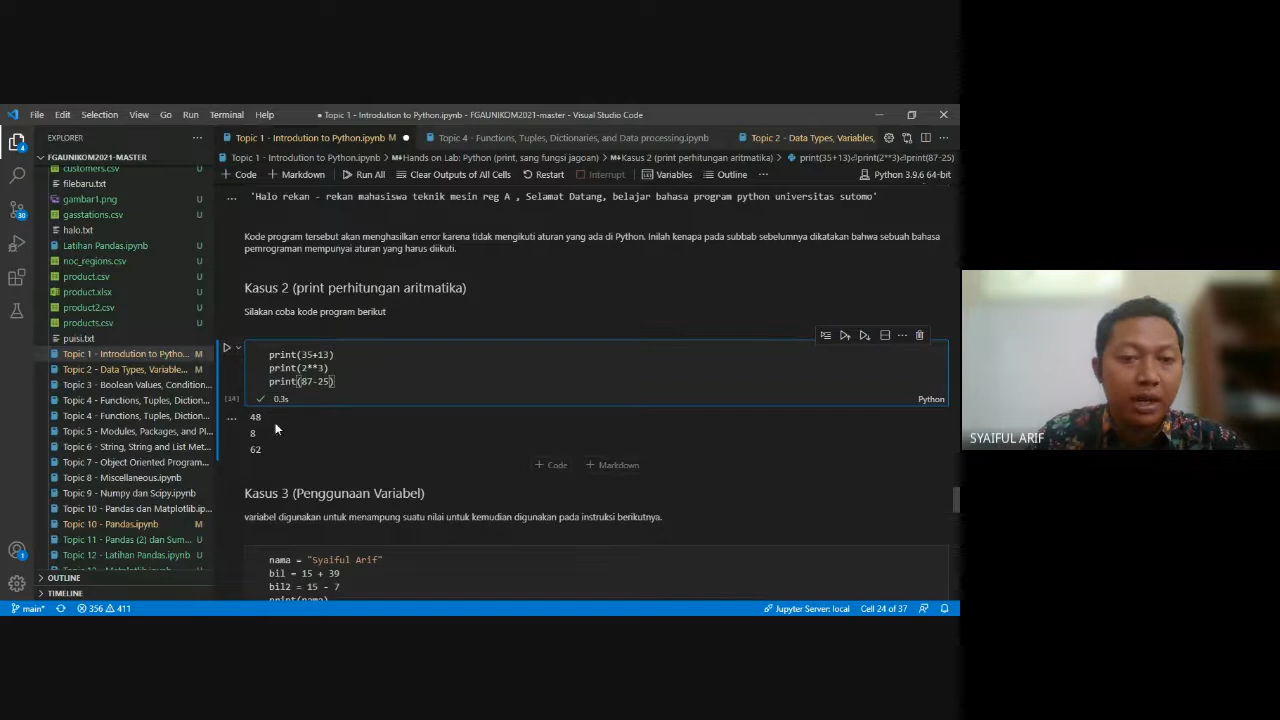 File Edit Selection View Go Run Terminal Help
● Topic 1 - Introdution to Python.ipynb - FGAUNIKOM2021-master - Visual Studio Code
EXPLORER
Topic 1 - Introdution to Python.ipynb M
Topic 4 - Functions, Tuples, Dictionaries, and Data processing.ipynb
Topic 2 - Data Types, Variables,
FGAUNIKOM2021-MASTER
Topic 1 - Introdution to Python.ipynb > Hands on Lab: Python (print, sang fungsi jagoan) > Kasus 2 (print perhitungan aritmatika) > print(35+13)⏎print(2**3)⏎print(87-25)
+ Code + Markdown Run All Clear Outputs of All Cells Restart Interrupt Variables Outline ... Python 3.9.6 64-bit
customers.csv U
filebaru.txt U
gambar1.png U
gasstations.csv U
halo.txt U
Latihan Pandas.ipynb U
noc_regions.csv U
product.csv U
product.xlsx U
product2.csv U
products.csv U
puisi.txt U
Topic 1 - Introdution to Pytho... M
Topic 2 - Data Types, Variable... M
Topic 3 - Boolean Values, Condition...
Topic 4 - Functions, Tuples, Diction...
Topic 4 - Functions, Tuples, Diction...
Topic 5 - Modules, Packages, and Pl...
Topic 6 - String, String and List Met...
Topic 7 - Object Oriented Program...
Topic 8 - Miscellaneous.ipynb
Topic 9 - Numpy dan Scipy.ipynb
Topic 10 - Pandas dan Matplotlib.ip...
Topic 10 - Pandas.ipynb M
Topic 11 - Pandas (2) dan Sum... U
Topic 12 - Latihan Pandas.ipynb U
OUTLINE
TIMELINE
'Halo rekan - rekan mahasiswa teknik mesin reg A , Selamat Datang, belajar bahasa program python universitas sutomo'
Kode program tersebut akan menghasilkan error karena tidak mengikuti aturan yang ada di Python. Inilah kenapa pada subbab sebelumnya dikatakan bahwa sebuah bahasa
pemrograman mempunyai aturan yang harus diikuti.
Kasus 2 (print perhitungan aritmatika)
Silakan coba kode program berikut
print(35+13)
print(2**3)
print(87-25)
[14] 0.3s Python
48
8
62
+ Code + Markdown
Kasus 3 (Penggunaan Variabel)
variabel digunakan untuk menampung suatu nilai untuk kemudian digunakan pada instruksi berikutnya.
nama = "Syaiful Arif"
bil = 15 + 39
bil2 = 15 - 7
print(nama)
main* 356 411 Jupyter Server: local Cell 24 of 37
SYAIFUL ARIF